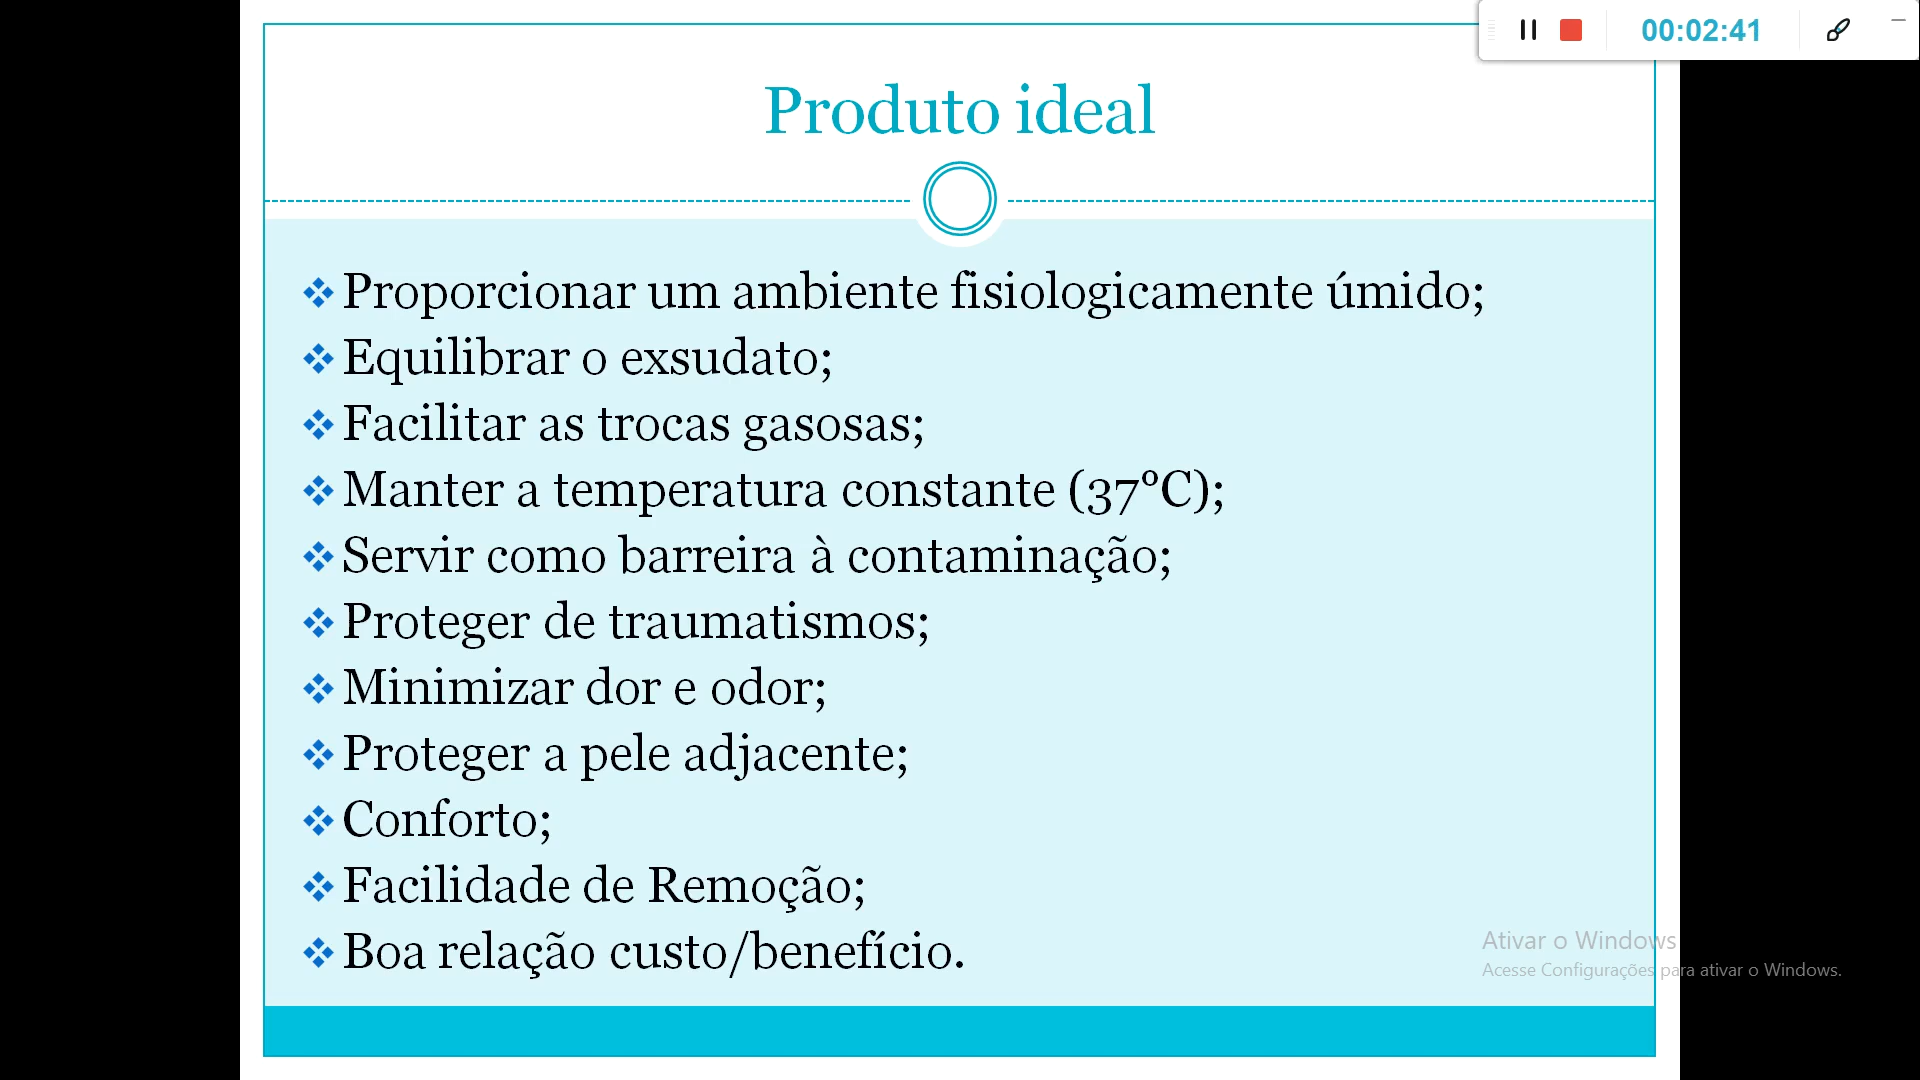 00:02:41
Produto ideal
Proporcionar um ambiente fisiologicamente úmido;
Equilibrar o exsudato;
Facilitar as trocas gasosas;
Manter a temperatura constante (37°C);
Servir como barreira à contaminação;
Proteger de traumatismos;
Minimizar dor e odor;
Proteger a pele adjacente;
Conforto;
Facilidade de Remoção;
Boa relação custo/benefício.
Ativar o Windows
Acesse Configurações para ativar o Windows.